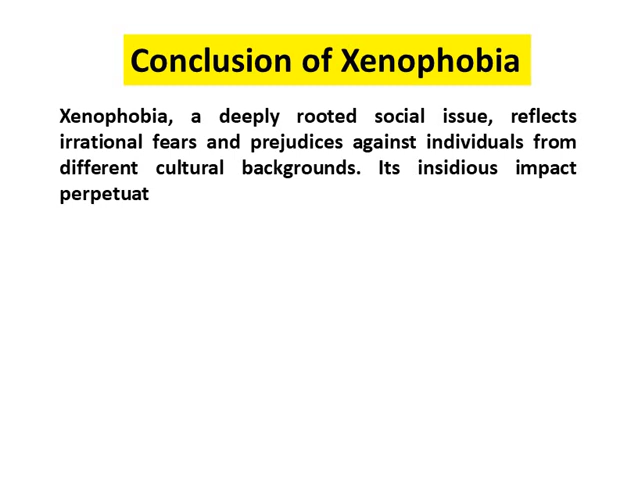 Conclusion of Xenophobia
Xenophobia, a deeply rooted social issue, reflects
irrational fears and prejudices against individuals from
different cultural backgrounds. Its insidious impact
perpetuat